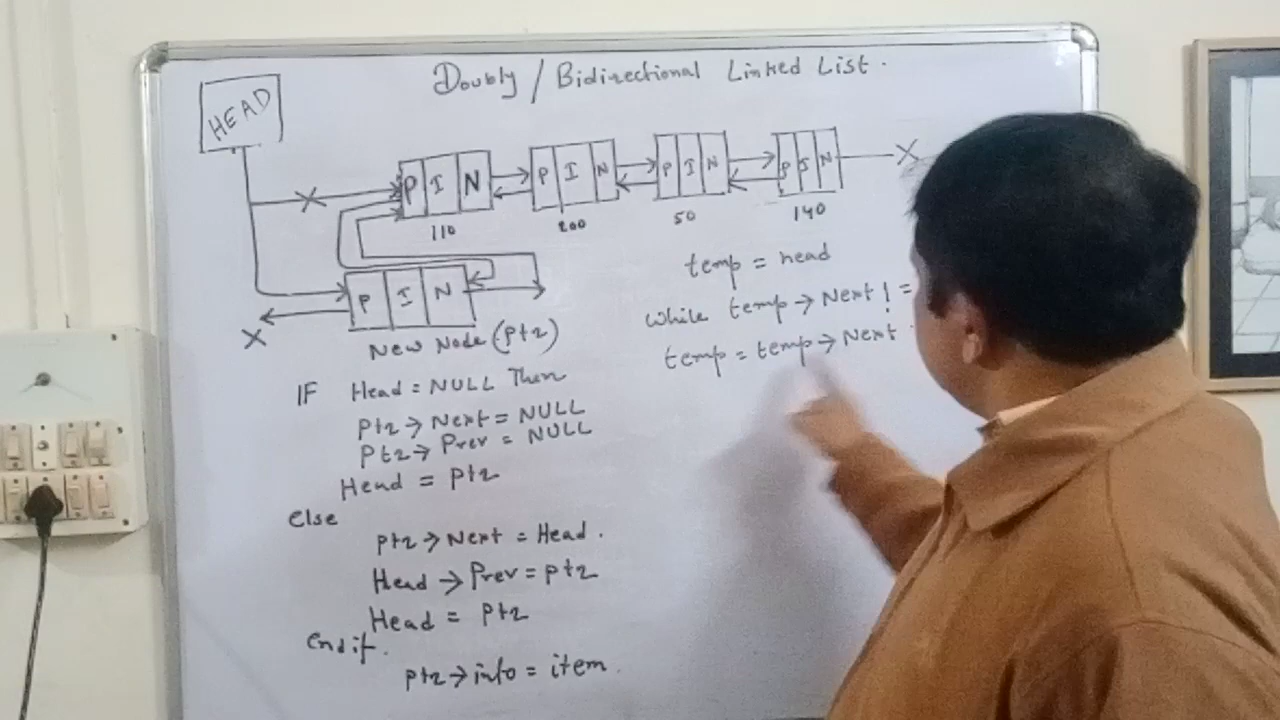 Doubly / Bidirectional Linked List.
HEAD
P I N
P I N
P I N
P I N
110
200
50
140
P I N
New Node (ptr)
IF Head = NULL Then
ptr → Next = NULL
Ptr → Prev = NULL
Head = ptr
Else
ptr → Next = Head.
Head → Prev = ptr
Head = ptr
Endif.
ptr → info = item.
temp = head
While temp → Next ! =
temp = temp → Next